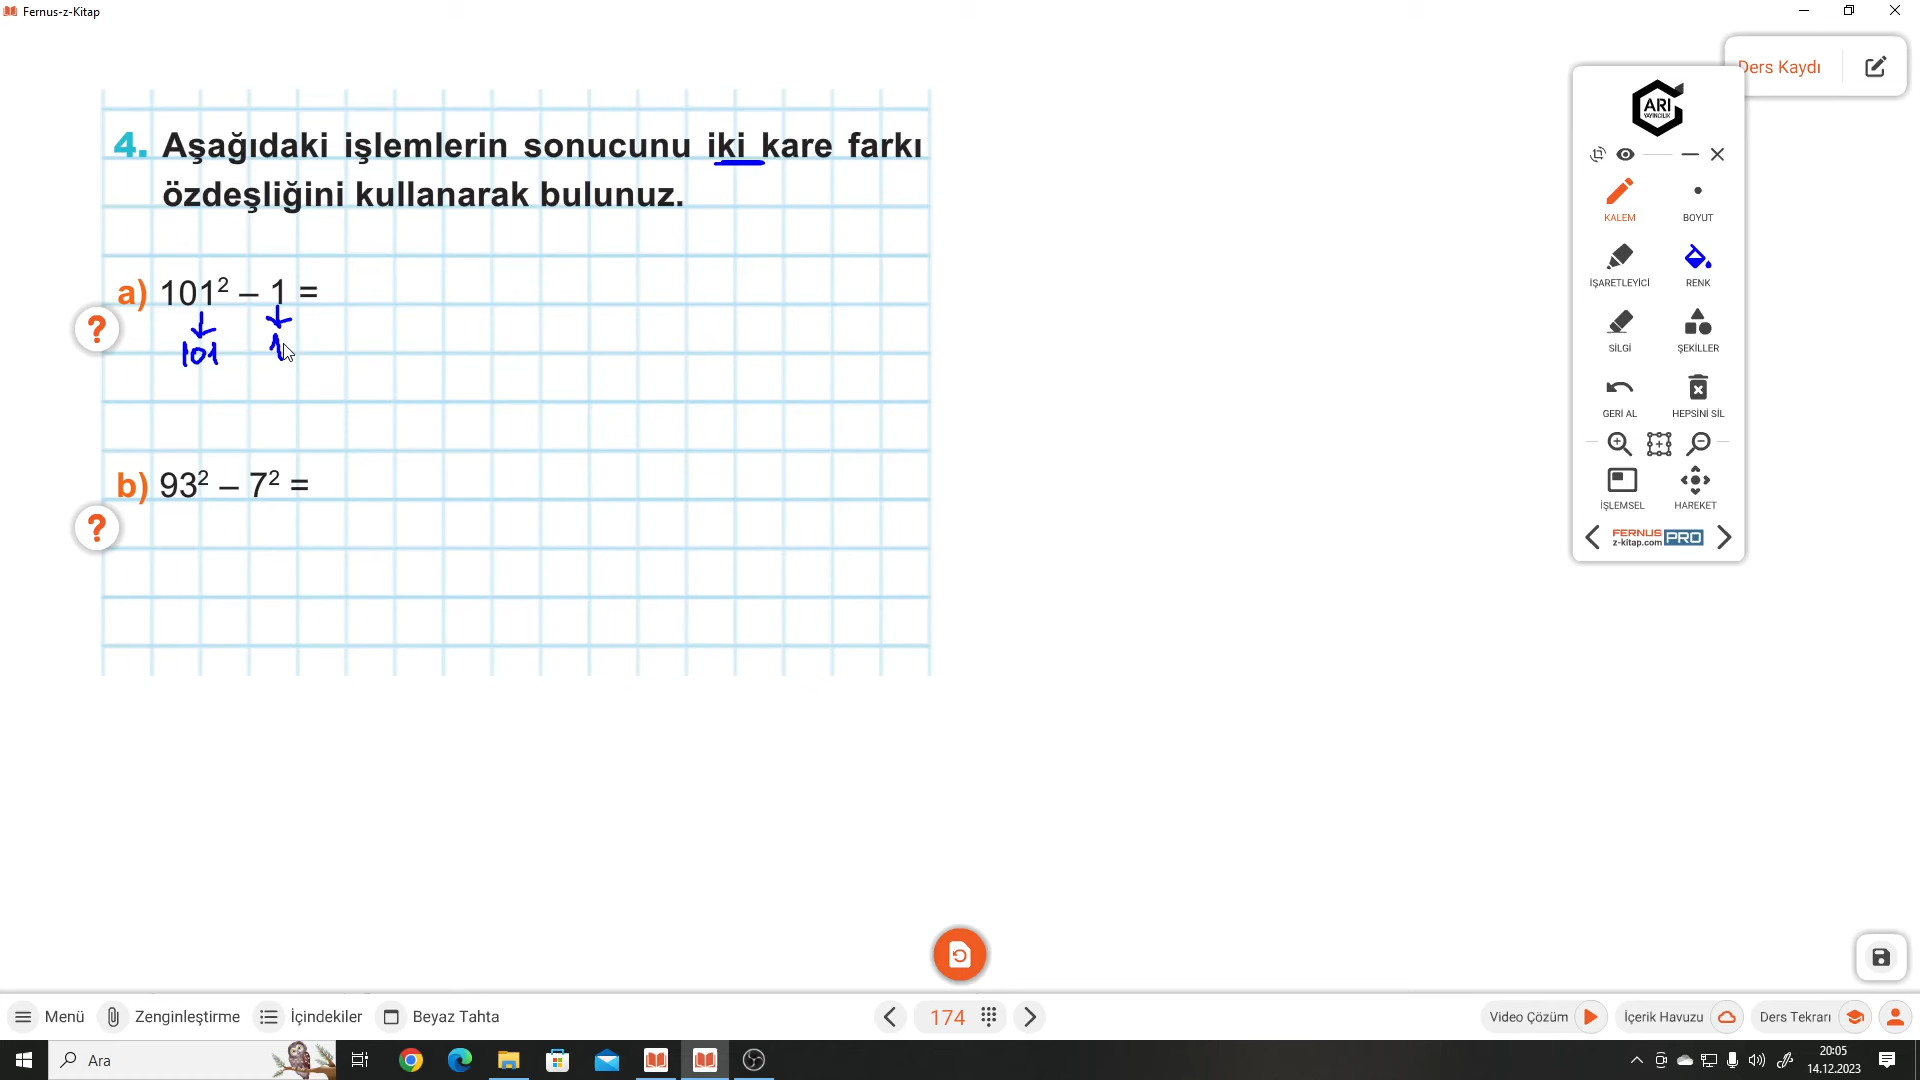 Fernus-z-Kitap
Ders Kaydı
ARI
YAYINCILIK
4. Aşağıdaki işlemlerin sonucunu iki kare farkı
özdeşliğini kullanarak bulunuz.
a) 101² – 1 =
? 101 1
b) 93² – 7² =
?
KALEM BOYUT
İŞARETLEYİCİ RENK
SİLGİ ŞEKİLLER
GERİ AL HEPSİNİ SİL
İŞLEMSEL HAREKET
FERNUS
z-kitap.com PRO
Menü Zenginleştirme İçindekiler Beyaz Tahta 174 Video Çözüm İçerik Havuzu Ders Tekrarı
Ara 20:05
14.12.2023